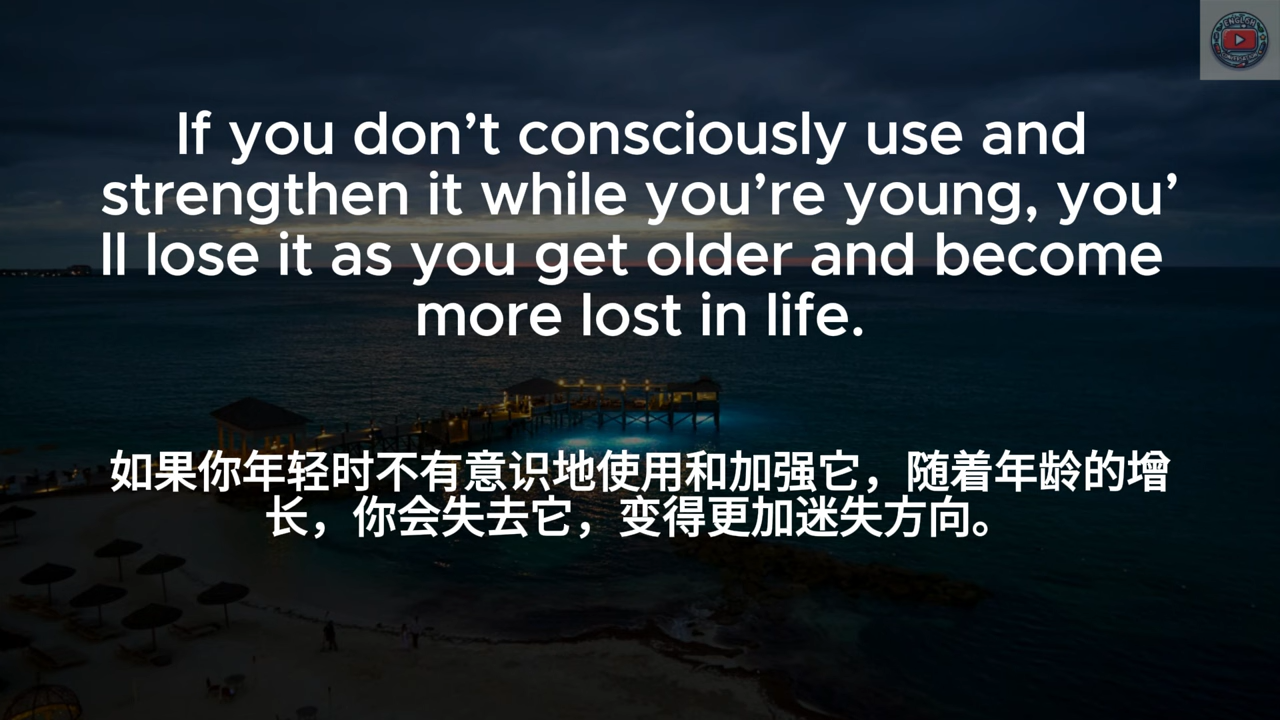 If you don’t consciously use and
strengthen it while you’re young, you’
ll lose it as you get older and become
more lost in life.
如果你年轻时不有意识地使用和加强它，随着年龄的增
长，你会失去它，变得更加迷失方向。
ENGLISH